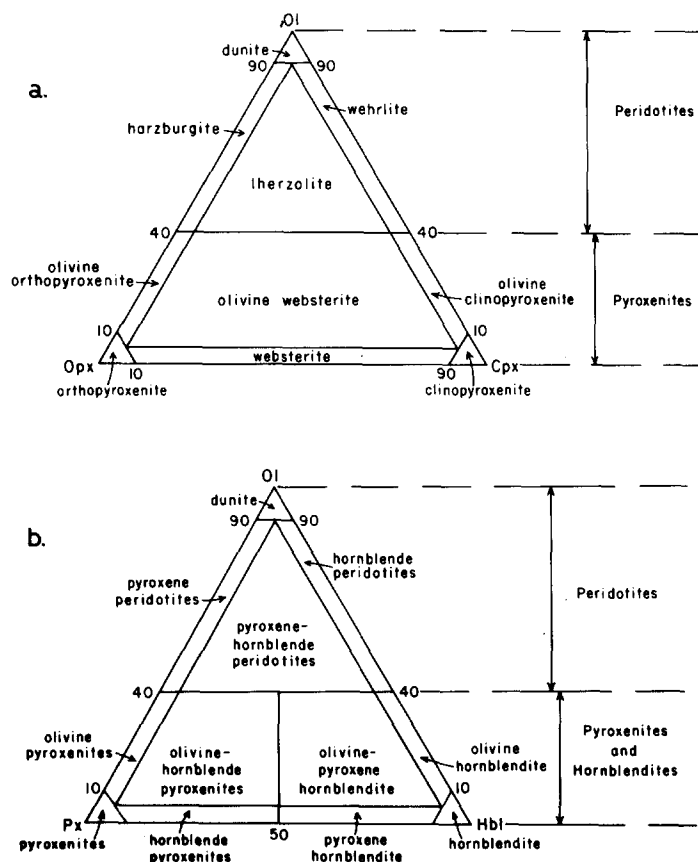 a.
Ol
dunite
90 90
wehrlite
harzburgite
Peridotites
lherzolite
40 40
olivine
orthopyroxenite
olivine
clinopyroxenite
olivine websterite
Pyroxenites
10 10
websterite
Opx 10 90 Cpx
orthopyroxenite
clinopyroxenite
b.
Ol
dunite
90 90
hornblende
peridotites
pyroxene
peridotites
Peridotites
pyroxene-
hornblende
peridotites
40 40
olivine
pyroxenites
olivine-
hornblende
pyroxenites
olivine-
pyroxene
hornblendite
olivine
hornblendite
Pyroxenites
and
Hornblendites
10 10
Px Hbl
50
pyroxenites
hornblende
pyroxenites
pyroxene
hornblendite
hornblendite